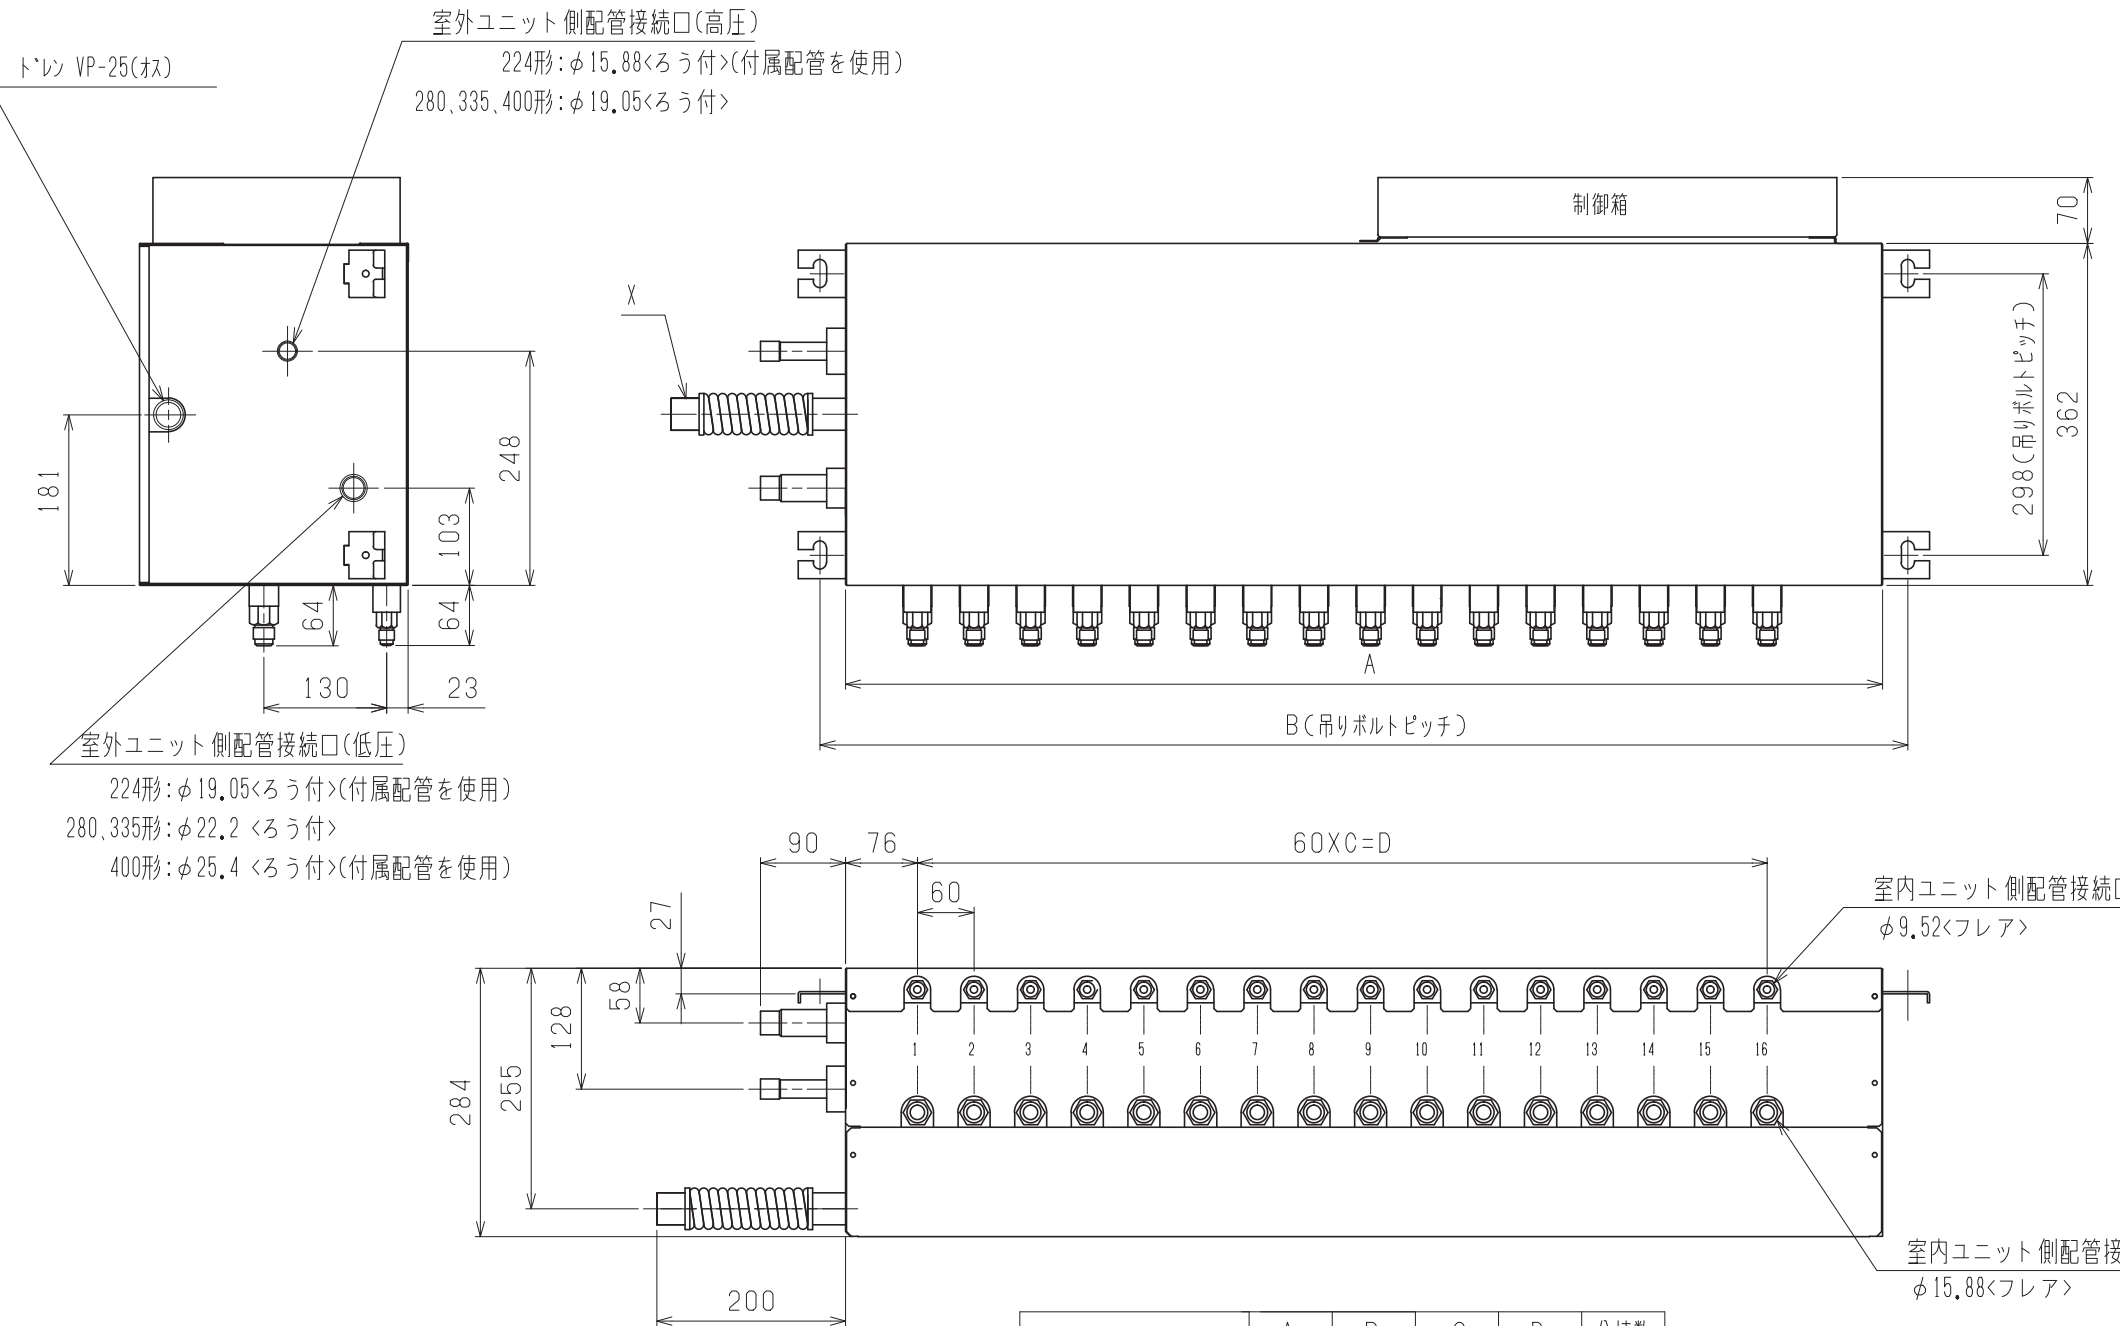 室外ユニット側配管接続口(高圧)
224形:φ15.88<ろう付>(付属配管を使用)
280、335、400形:φ19.05<ろう付>
ドレン VP-25(オス)
制御箱
70
X
298(吊りボルトピッチ)
362
248
181
103
64
64
130
23
A
B(吊りボルトピッチ)
室外ユニット側配管接続口(低圧)
224形:φ19.05<ろう付>(付属配管を使用)
280、335形:φ22.2 <ろう付>
400形:φ25.4 <ろう付>(付属配管を使用)
90
76
60XC=D
60
27
室内ユニット側配管接続口
φ9.52<フレア>
58
128
255
284
1 2 3 4 5 6 7 8 9 10 11 12 13 14 15 16
室内ユニット側配管接
φ15.88<フレア>
200